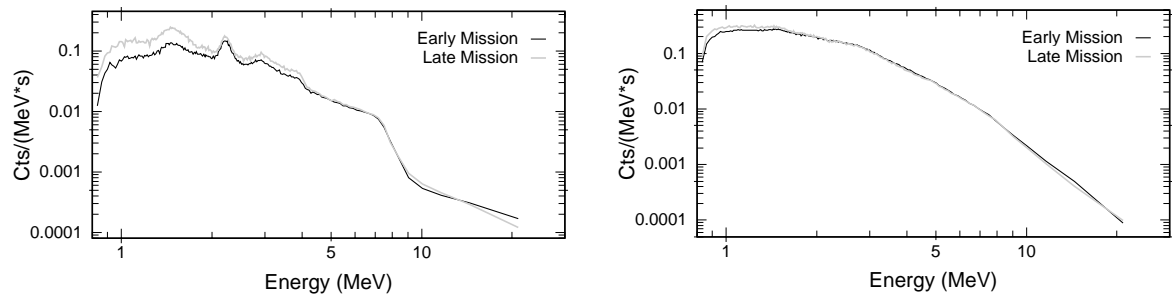 Cts/(MeV*s)
0.1
0.01
0.001
0.0001
1
2
5
10
Energy (MeV)
Early Mission
Late Mission
Cts/(MeV*s)
0.1
0.01
0.001
0.0001
1
2
5
10
Energy (MeV)
Early Mission
Late Mission